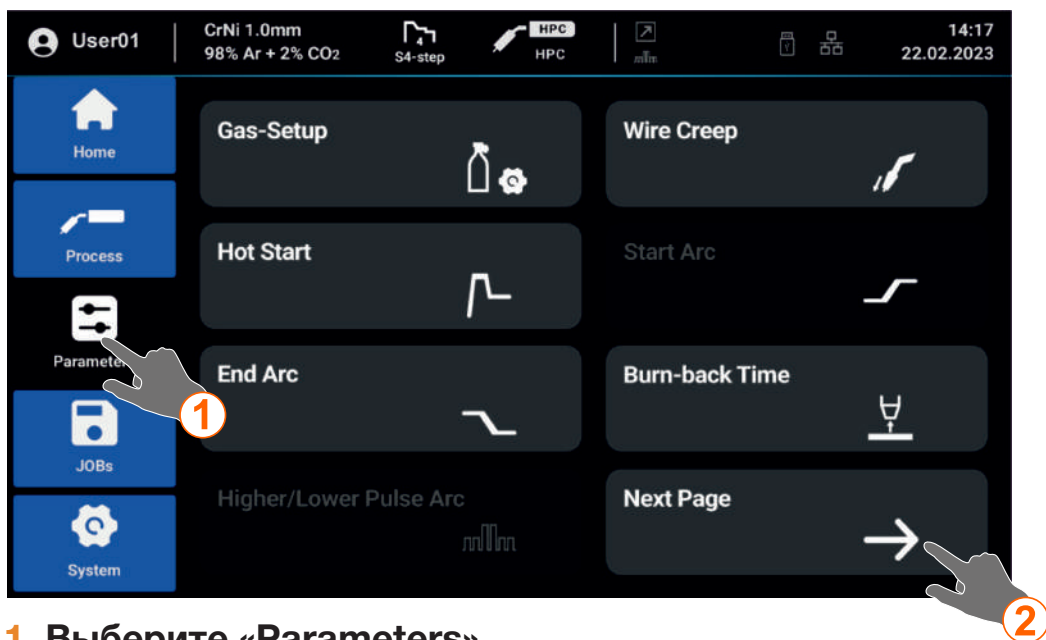 User01
CrNi 1.0mm
98% Ar + 2% CO2
4
S4-step
HPC
HPC
14:17
22.02.2023
Home
Gas-Setup
Wire Creep
Process
Hot Start
Start Arc
Parameter
1
End Arc
Burn-back Time
JOBs
Higher/Lower Pulse Arc
Next Page
System
2
1 Выберите «Parameters»